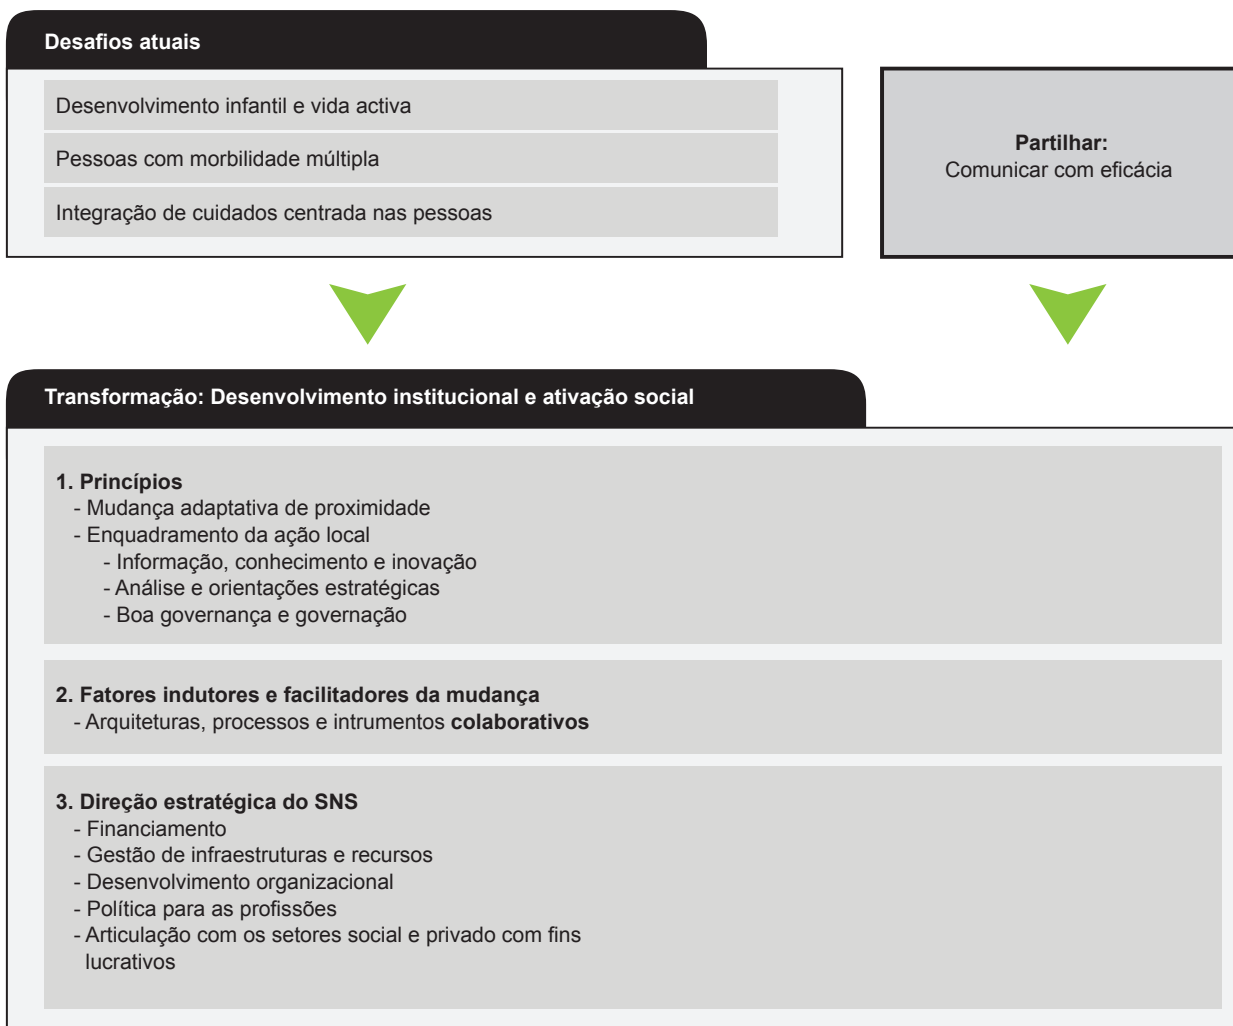 Desafios atuais
Desenvolvimento infantil e vida activa
Pessoas com morbilidade múltipla
Integração de cuidados centrada nas pessoas
Partilhar:
Comunicar com eficácia
Transformação: Desenvolvimento institucional e ativação social
1. Princípios
- Mudança adaptativa de proximidade
- Enquadramento da ação local
- Informação, conhecimento e inovação
- Análise e orientações estratégicas
- Boa governança e governação
2. Fatores indutores e facilitadores da mudança
- Arquiteturas, processos e intrumentos colaborativos
3. Direção estratégica do SNS
- Financiamento
- Gestão de infraestruturas e recursos
- Desenvolvimento organizacional
- Política para as profissões
- Articulação com os setores social e privado com fins
lucrativos